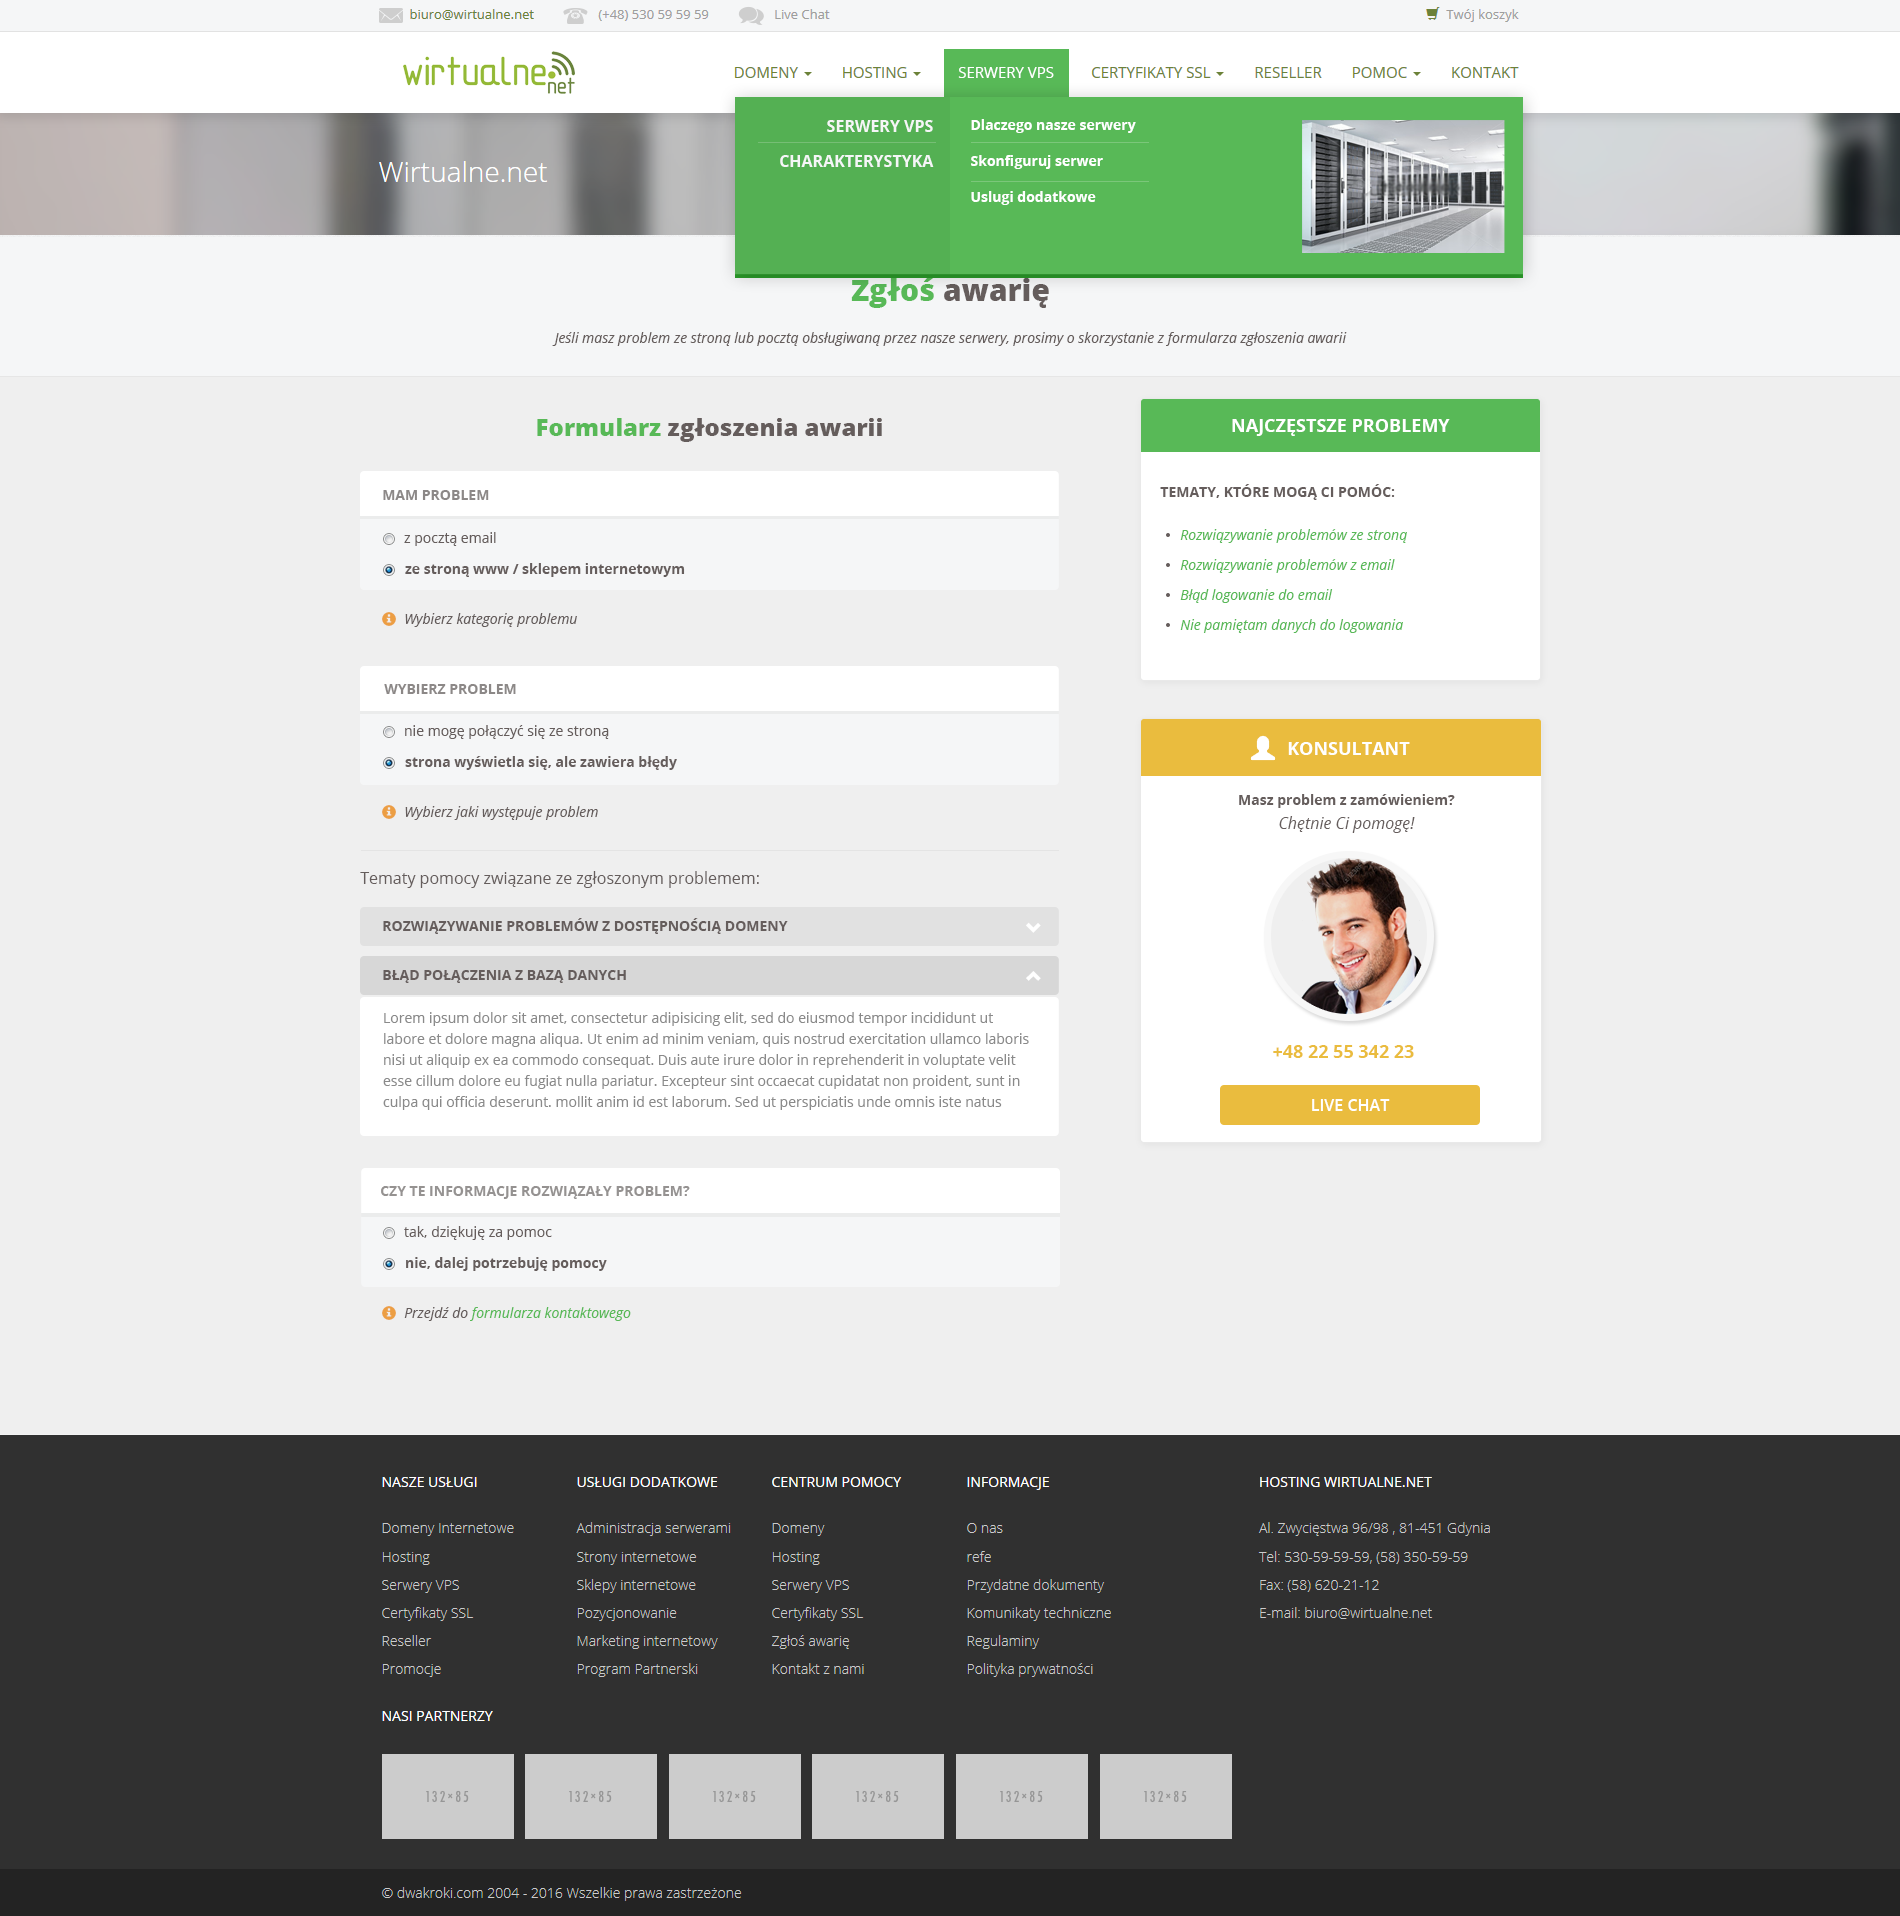 biuro@wirtualne.net (+48) 530 59 59 59 Live Chat Twój koszyk
wirtualne.net
DOMENY HOSTING SERWERY VPS CERTYFIKATY SSL RESELLER POMOC KONTAKT
SERWERY VPS
CHARAKTERYSTYKA
Dlaczego nasze serwery
Skonfiguruj serwer
Uslugi dodatkowe
Wirtualne.net
Zgłoś awarię
Jeśli masz problem ze stroną lub pocztą obsługiwaną przez nasze serwery, prosimy o skorzystanie z formularza zgłoszenia awarii
Formularz zgłoszenia awarii
MAM PROBLEM
z pocztą email
ze stroną www / sklepem internetowym
Wybierz kategorię problemu
WYBIERZ PROBLEM
nie mogę połączyć się ze stroną
strona wyświetla się, ale zawiera błędy
Wybierz jaki występuje problem
Tematy pomocy związane ze zgłoszonym problemem:
ROZWIĄZYWANIE PROBLEMÓW Z DOSTĘPNOŚCIĄ DOMENY
BŁĄD POŁĄCZENIA Z BAZĄ DANYCH
Lorem ipsum dolor sit amet, consectetur adipisicing elit, sed do eiusmod tempor incididunt ut
labore et dolore magna aliqua. Ut enim ad minim veniam, quis nostrud exercitation ullamco laboris
nisi ut aliquip ex ea commodo consequat. Duis aute irure dolor in reprehenderit in voluptate velit
esse cillum dolore eu fugiat nulla pariatur. Excepteur sint occaecat cupidatat non proident, sunt in
culpa qui officia deserunt. mollit anim id est laborum. Sed ut perspiciatis unde omnis iste natus
CZY TE INFORMACJE ROZWIĄZAŁY PROBLEM?
tak, dziękuję za pomoc
nie, dalej potrzebuję pomocy
Przejdź do formularza kontaktowego
NAJCZĘSTSZE PROBLEMY
TEMATY, KTÓRE MOGĄ CI POMÓC:
• Rozwiązywanie problemów ze stroną
• Rozwiązywanie problemów z email
• Błąd logowanie do email
• Nie pamiętam danych do logowania
KONSULTANT
Masz problem z zamówieniem?
Chętnie Ci pomogę!
+48 22 55 342 23
LIVE CHAT
NASZE USŁUGI
Domeny Internetowe
Hosting
Serwery VPS
Certyfikaty SSL
Reseller
Promocje
USŁUGI DODATKOWE
Administracja serwerami
Strony internetowe
Sklepy internetowe
Pozycjonowanie
Marketing internetowy
Program Partnerski
CENTRUM POMOCY
Domeny
Hosting
Serwery VPS
Certyfikaty SSL
Zgłoś awarię
Kontakt z nami
INFORMACJE
O nas
refe
Przydatne dokumenty
Komunikaty techniczne
Regulaminy
Polityka prywatności
HOSTING WIRTUALNE.NET
Al. Zwycięstwa 96/98 , 81-451 Gdynia
Tel: 530-59-59-59, (58) 350-59-59
Fax: (58) 620-21-12
E-mail: biuro@wirtualne.net
NASI PARTNERZY
132×85 132×85 132×85 132×85 132×85 132×85
© dwakroki.com 2004 - 2016 Wszelkie prawa zastrzeżone